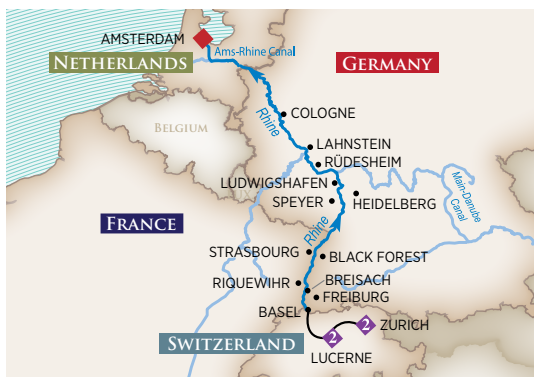 AMSTERDAM
Ams-Rhine Canal
NETHERLANDS
GERMANY
Rhine
COLOGNE
BELGIUM
LAHNSTEIN
RÜDESHEIM
LUDWIGSHAFEN
SPEYER
HEIDELBERG
Main-Danube
Canal
FRANCE
Rhine
STRASBOURG
BLACK FOREST
RIQUEWIHR
BREISACH
FREIBURG
BASEL
2
2
ZURICH
SWITZERLAND
LUCERNE